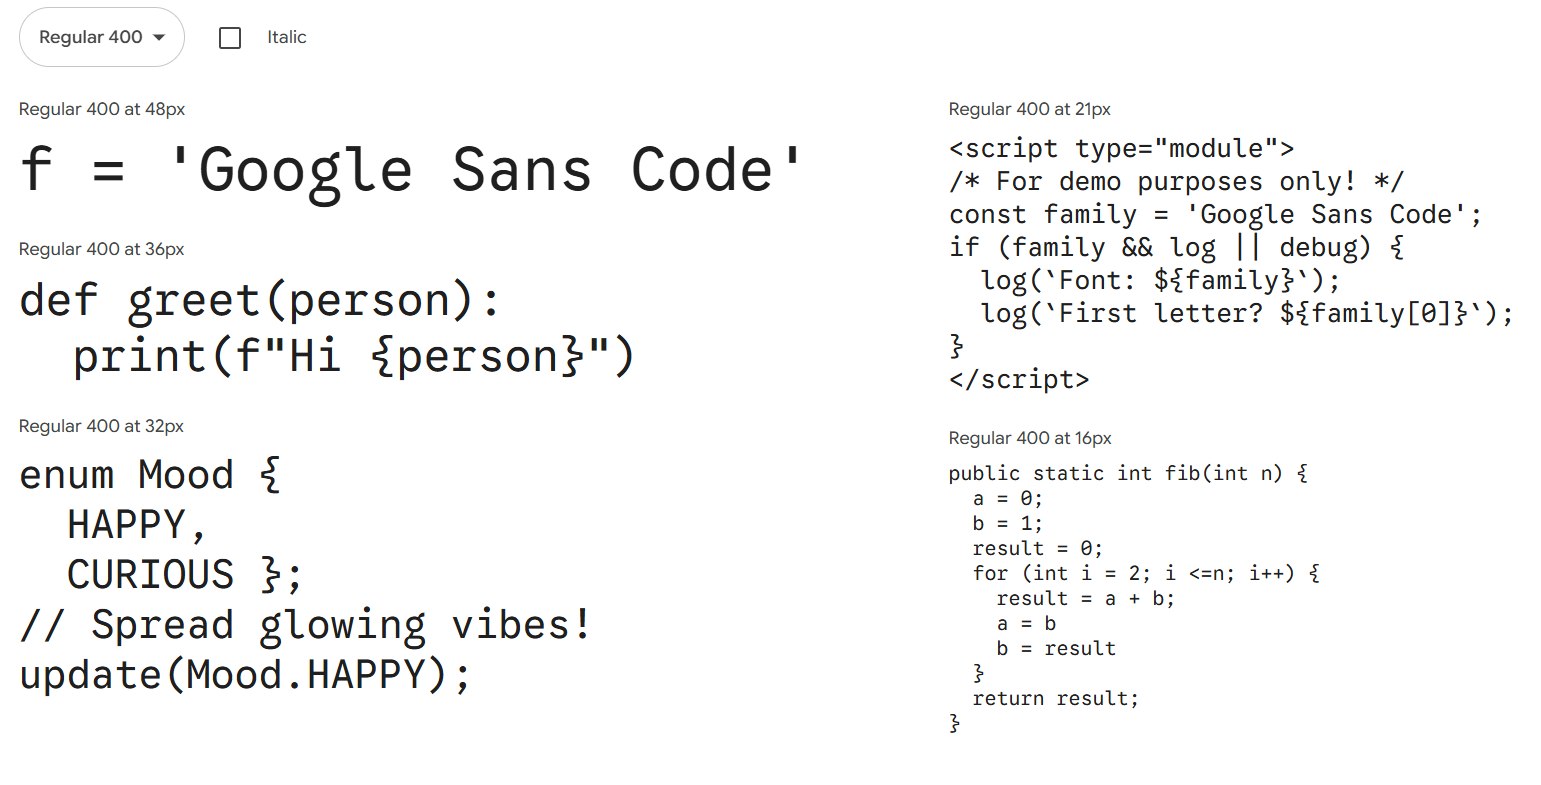 Regular 400
Italic
Regular 400 at 48px
f = 'Google Sans Code'
Regular 400 at 36px
def greet(person):
  print(f"Hi {person}")
Regular 400 at 32px
enum Mood {
  HAPPY,
  CURIOUS };
// Spread glowing vibes!
update(Mood.HAPPY);
Regular 400 at 21px
<script type="module">
/* For demo purposes only! */
const family = 'Google Sans Code';
if (family && log || debug) {
  log(`Font: ${family}`);
  log(`First letter? ${family[0]}`);
}
</script>
Regular 400 at 16px
public static int fib(int n) {
  a = 0;
  b = 1;
  result = 0;
  for (int i = 2; i <=n; i++) {
    result = a + b;
    a = b
    b = result
  }
  return result;
}